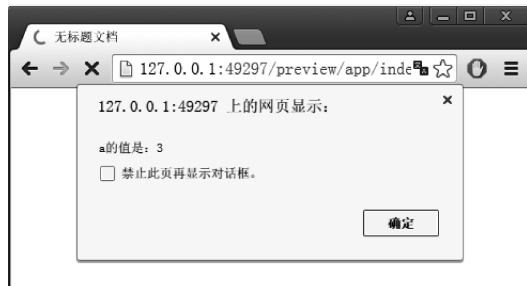 无标题文档
127.0.0.1:49297/preview/app/inde
127.0.0.1:49297 上的网页显示:
a的值是: 3
禁止此页再显示对话框。
确定